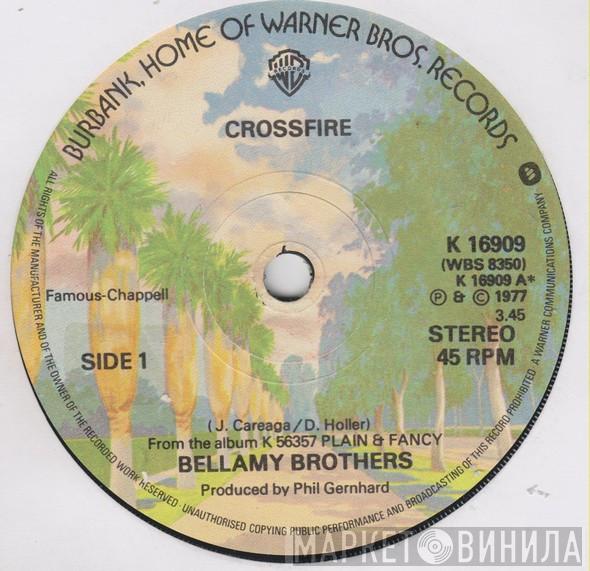 BURBANK, HOME OF WARNER BROS. RECORDS
RECORDS
CROSSFIRE
K 16909
(WBS 8350)
K 16909 A*
℗ & © 1977
3.45
STEREO
45 RPM
Famous-Chappell
SIDE 1
( J. Careaga / D. Holler)
From the album K 56357 PLAIN & FANCY
BELLAMY BROTHERS
Produced by Phil Gernhard
ALL RIGHTS OF THE MANUFACTURER AND OF THE OWNER OF THE RECORDED WORK RESERVED · UNAUTHORISED COPYING PUBLIC PERFORMANCE AND BROADCASTING OF THIS RECORD PROHIBITED · A WARNER COMMUNICATIONS COMPANY
МАРКЕТ ВИНИЛА